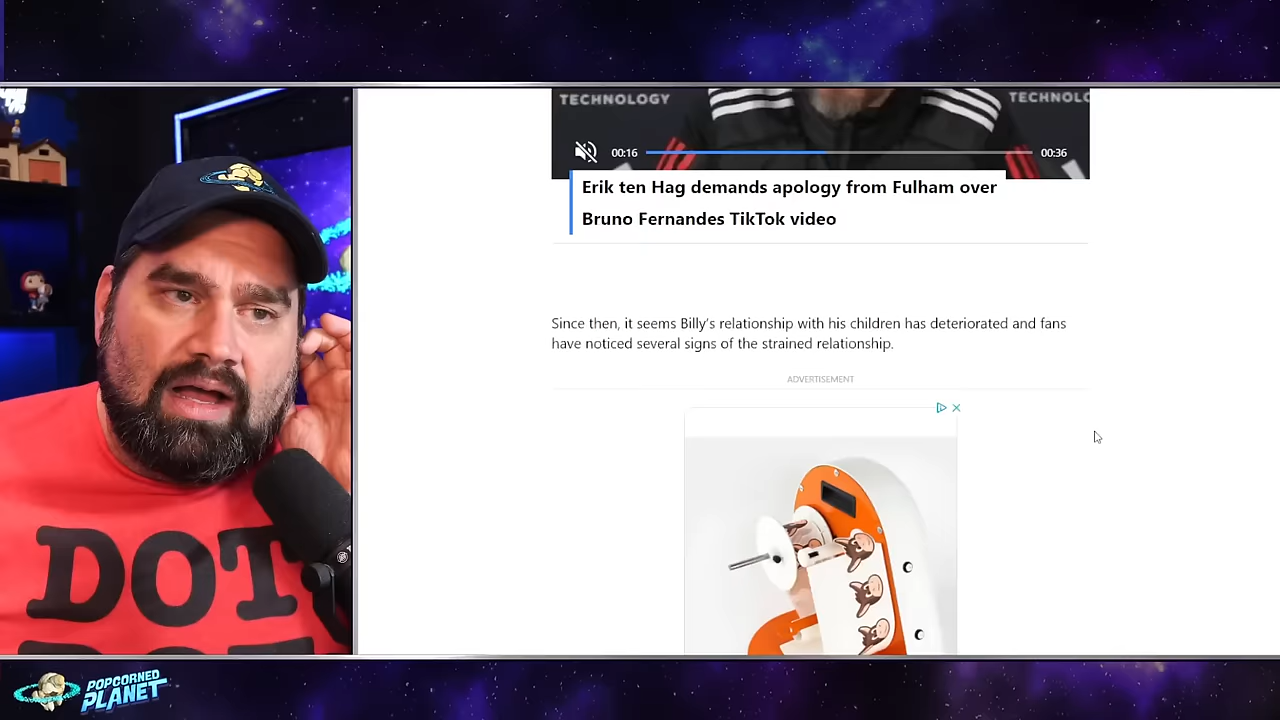 TECHNOLOGY
TECHNOLO
00:16
00:36
Erik ten Hag demands apology from Fulham over
Bruno Fernandes TikTok video
Since then, it seems Billy's relationship with his children has deteriorated and fans
have noticed several signs of the strained relationship.
ADVERTISEMENT
DOT
POPCORNED
PLANET